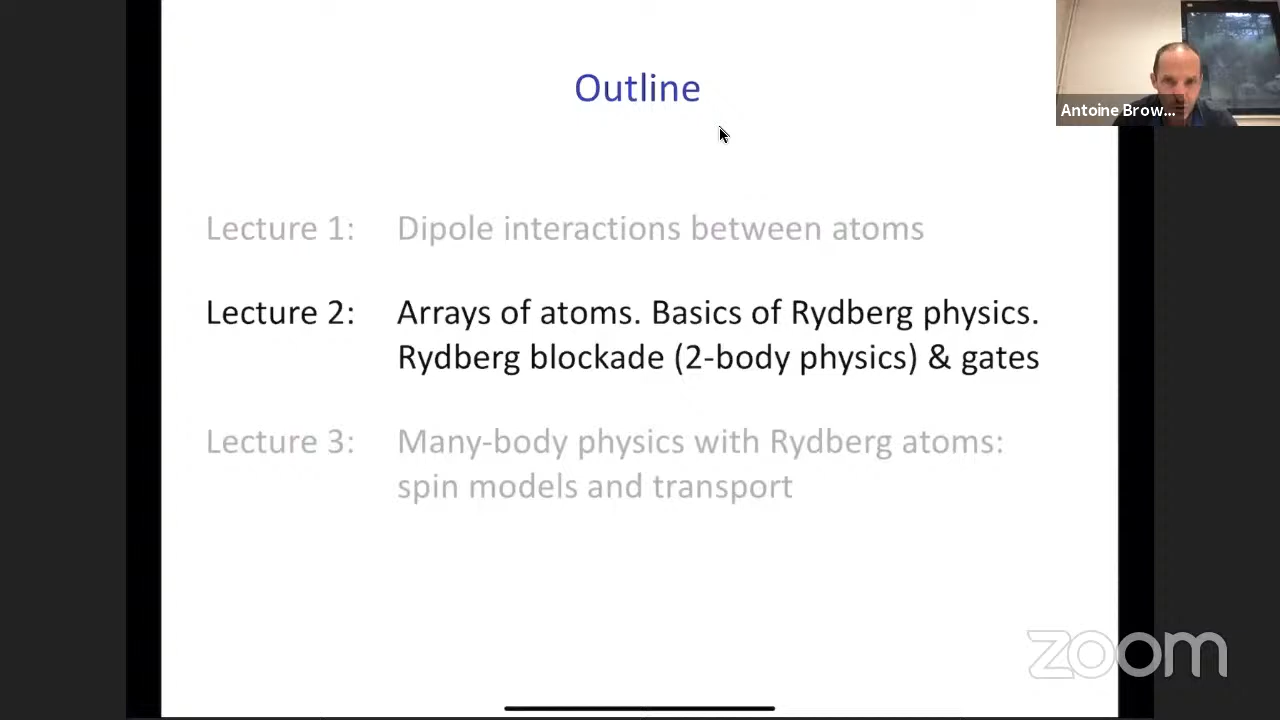 Outline
Antoine Brow...
Lecture 1: Dipole interactions between atoms
Lecture 2: Arrays of atoms. Basics of Rydberg physics.
Rydberg blockade (2-body physics) & gates
Lecture 3: Many-body physics with Rydberg atoms:
spin models and transport
zoom